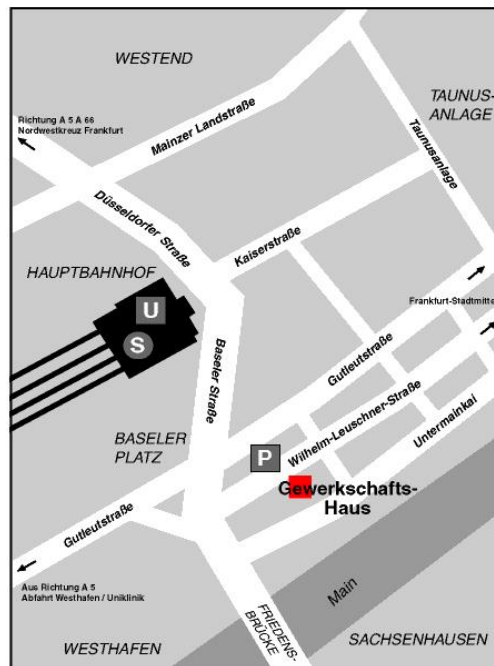 WESTEND
TAUNUS-
ANLAGE
Richtung A 5 A 66
Nordwestkreuz Frankfurt
Mainzer Landstraße
Taunusanlage
Düsseldorfer Straße
Kaiserstraße
HAUPTBAHNHOF
U
S
Frankfurt-Stadtmitte
Baseler Straße
Gutleutstraße
Wilhelm-Leuschner-Straße
Untermainkai
BASELER
PLATZ
P
Gewerkschafts-
Haus
Gutleutstraße
Aus Richtung A 5
Abfahrt Westhafen / Uniklinik
Main
FRIEDENS-
BRÜCKE
WESTHAFEN
SACHSENHAUSEN